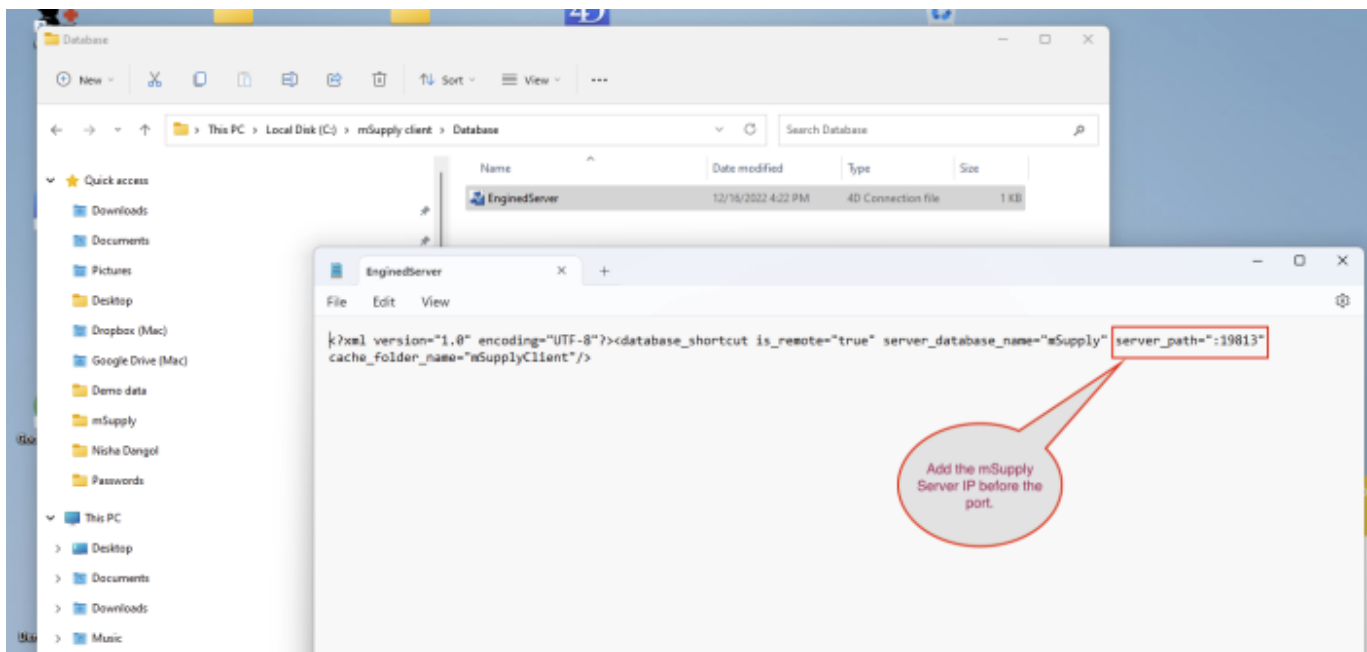 Database
New
Sort
View
This PC > Local Disk (C:) > mSupply client > Database
Search Database
Name
Date modified
Type
Size
Quick access
EnginedServer
12/16/2022 4:22 PM
4D Connection file
1 KB
Downloads
Documents
Pictures
Desktop
Dropbox (Mac)
Google Drive (Mac)
Demo data
mSupply
Nisha Dangol
Passwords
This PC
Desktop
Documents
Downloads
Music
EnginedServer
File
Edit
View
<?xml version="1.0" encoding="UTF-8"?><database_shortcut is_remote="true" server_database_name="mSupply" server_path=":19813"
cache_folder_name="mSupplyClient"/>
Add the mSupply
Server IP before the
port.